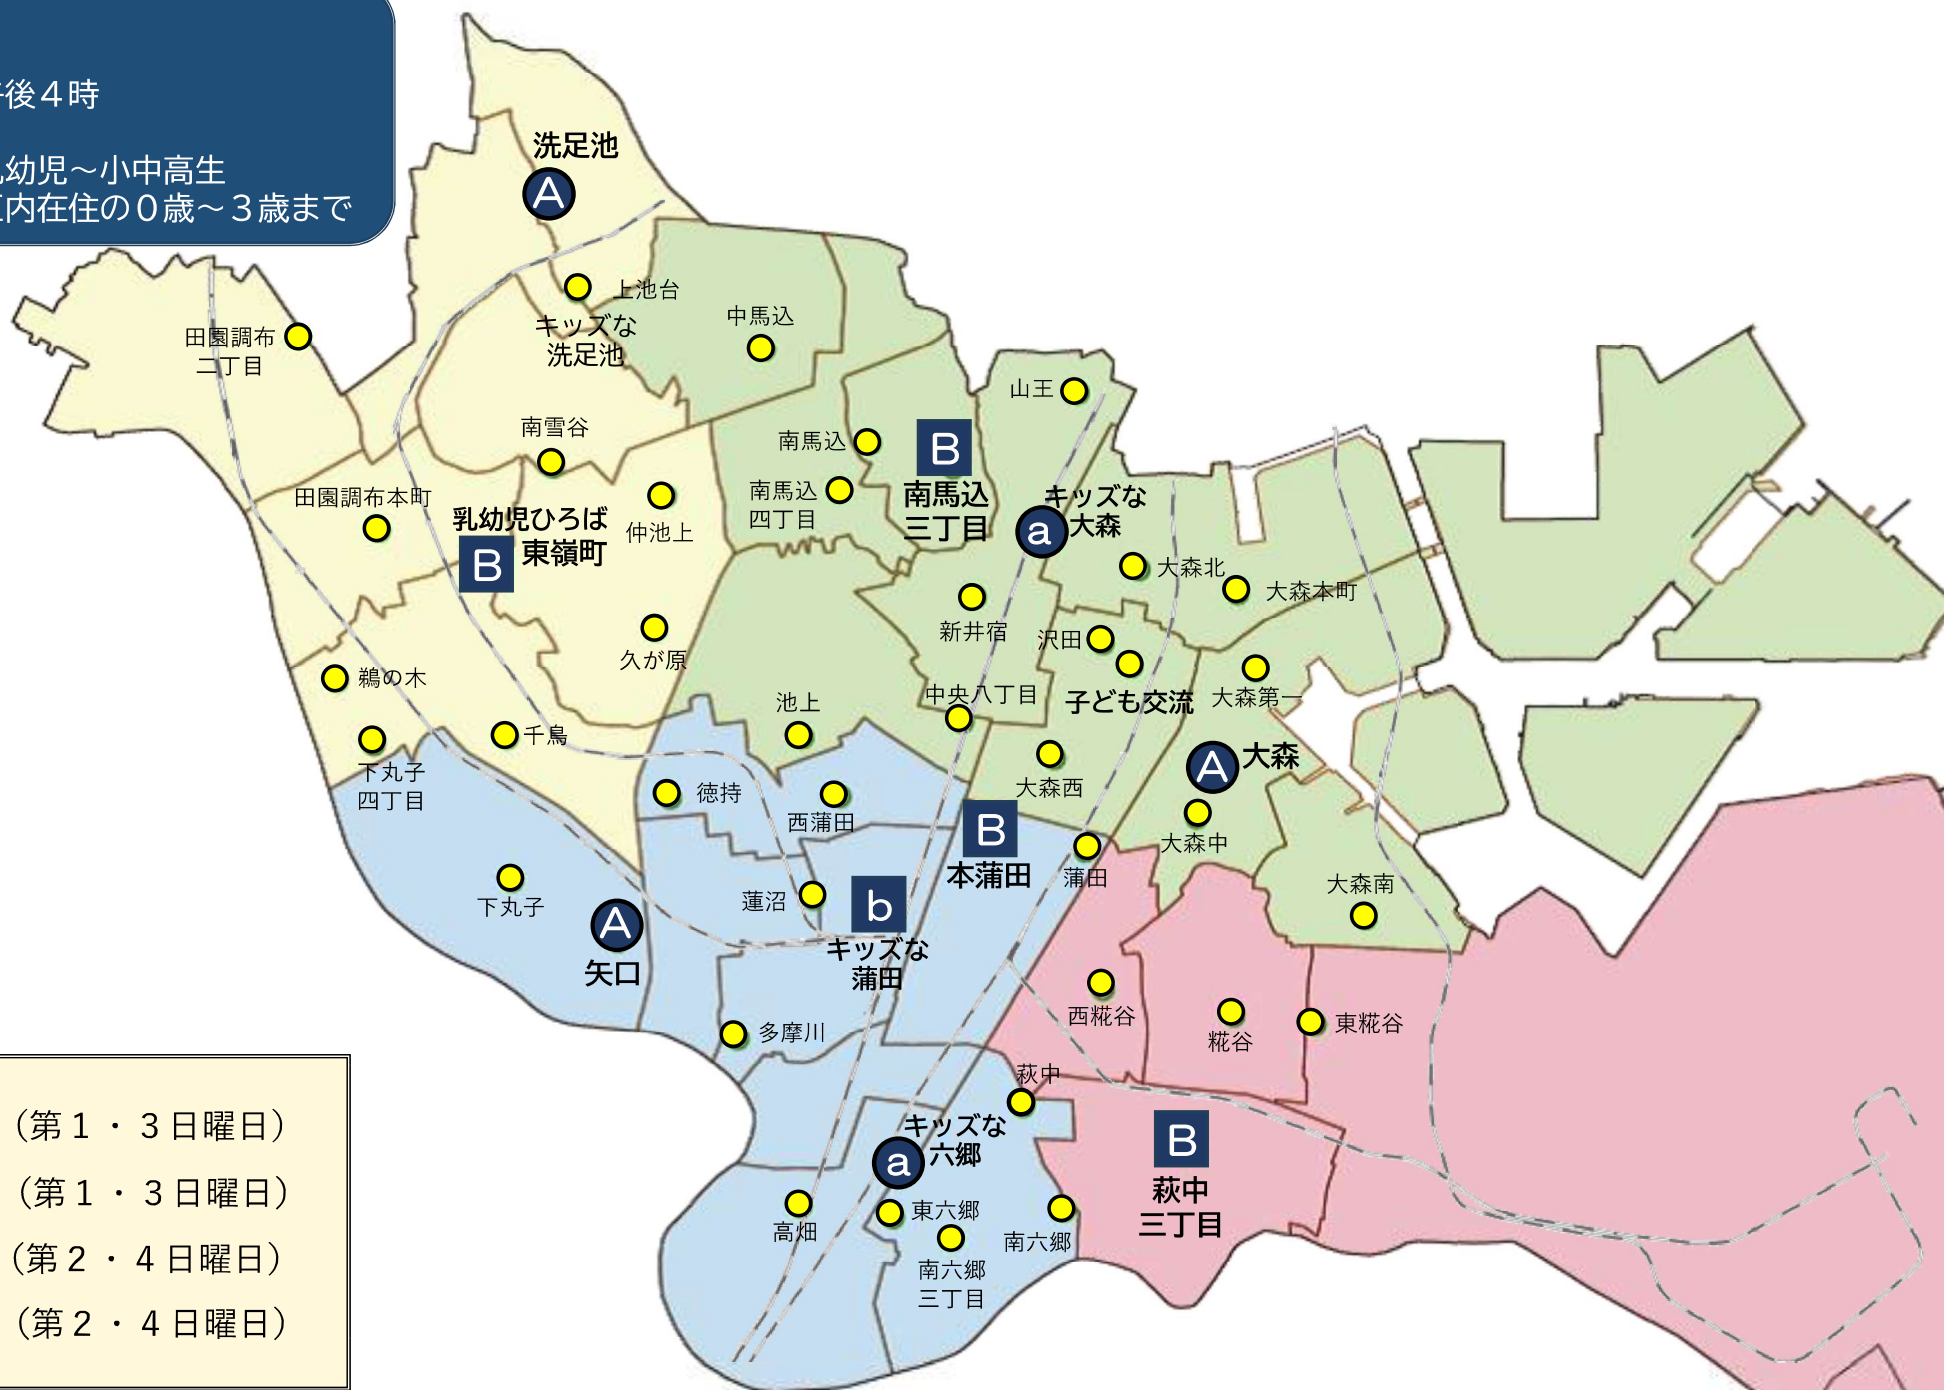 午後４時
乳幼児～小中高生
区内在住の０歳～３歳まで
洗足池
A
上池台
キッズな
洗足池
中馬込
田園調布
二丁目
山王
南雪谷
南馬込
B
南馬込
三丁目
南馬込
四丁目
田園調布本町
乳幼児ひろば
東嶺町
B
仲池上
キッズな
大森
a
大森北
大森本町
新井宿
沢田
久が原
鵜の木
中央八丁目
子ども交流
大森第一
池上
千鳥
大森
A
下丸子
四丁目
大森西
徳持
西蒲田
B
本蒲田
大森中
蒲田
下丸子
蓮沼
b
キッズな
蒲田
大森南
A
矢口
西糀谷
糀谷
東糀谷
多摩川
萩中
キッズな
六郷
a
B
萩中
三丁目
高畑
東六郷
南六郷
南六郷
三丁目
（第１・３日曜日）
（第１・３日曜日）
（第２・４日曜日）
（第２・４日曜日）